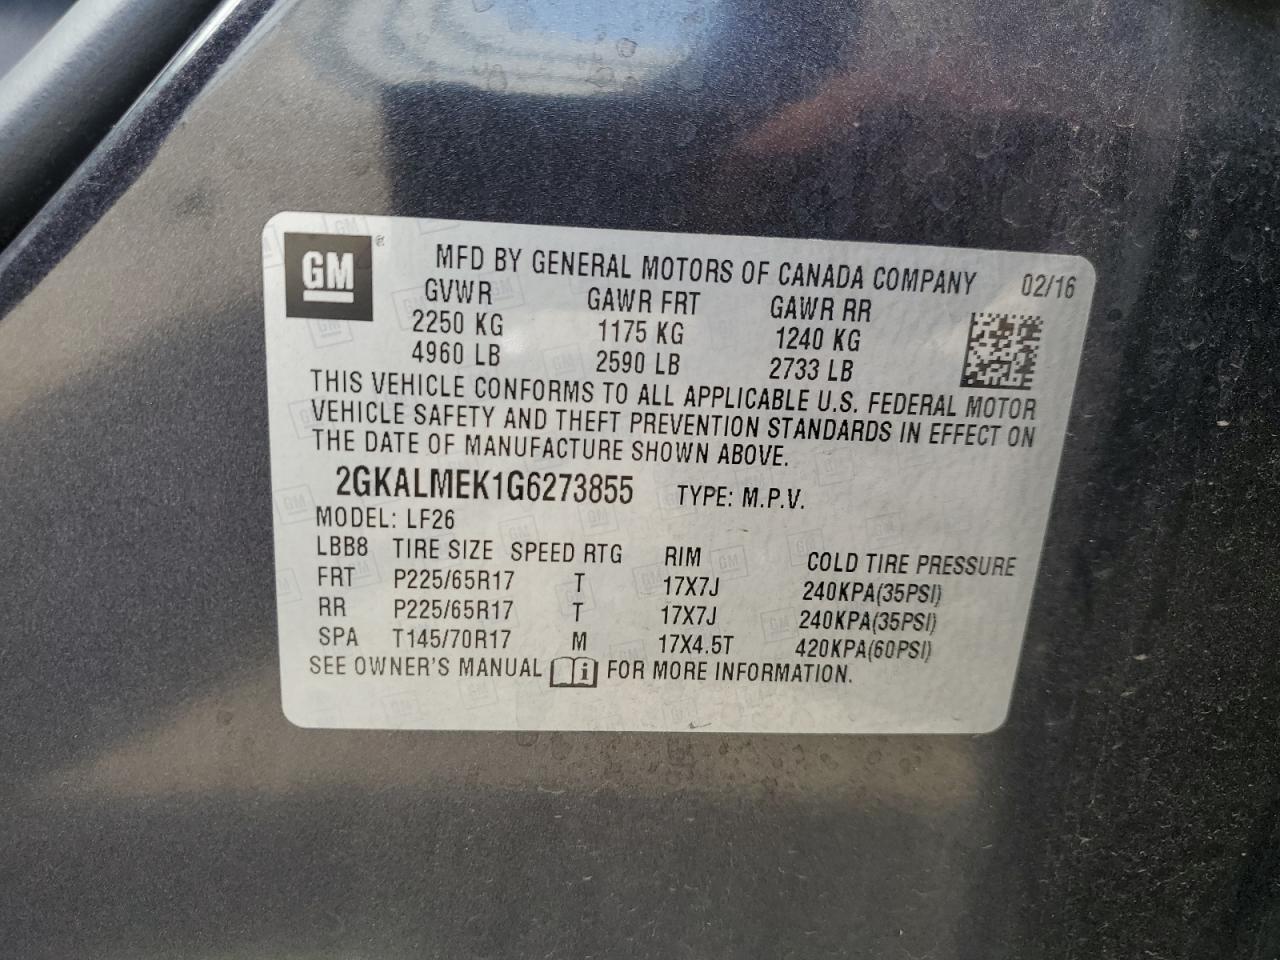 GM ®
MFD BY GENERAL MOTORS OF CANADA COMPANY 02/16
GVWR GAWR FRT GAWR RR
2250 KG 1175 KG 1240 KG
4960 LB 2590 LB 2733 LB
THIS VEHICLE CONFORMS TO ALL APPLICABLE U.S. FEDERAL MOTOR
VEHICLE SAFETY AND THEFT PREVENTION STANDARDS IN EFFECT ON
THE DATE OF MANUFACTURE SHOWN ABOVE.
2GKALMEK1G6273855 TYPE: M.P.V.
MODEL: LF26
LBB8 TIRE SIZE SPEED RTG RIM COLD TIRE PRESSURE
FRT P225/65R17 T 17X7J 240KPA(35PSI)
RR P225/65R17 T 17X7J 240KPA(35PSI)
SPA T145/70R17 M 17X4.5T 420KPA(60PSI)
SEE OWNER'S MANUAL i FOR MORE INFORMATION.